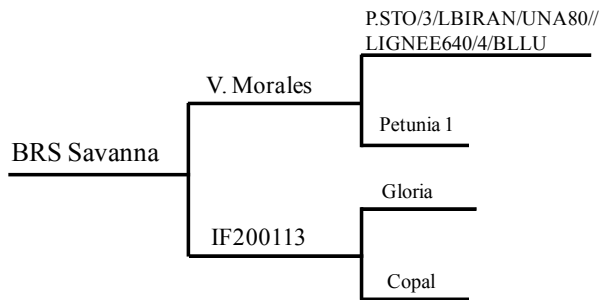 P.STO/3/LBIRAN/UNA80//
LIGNEE640/4/BLLU
V. Morales
Petunia 1
BRS Savanna
Gloria
IF200113
Copal